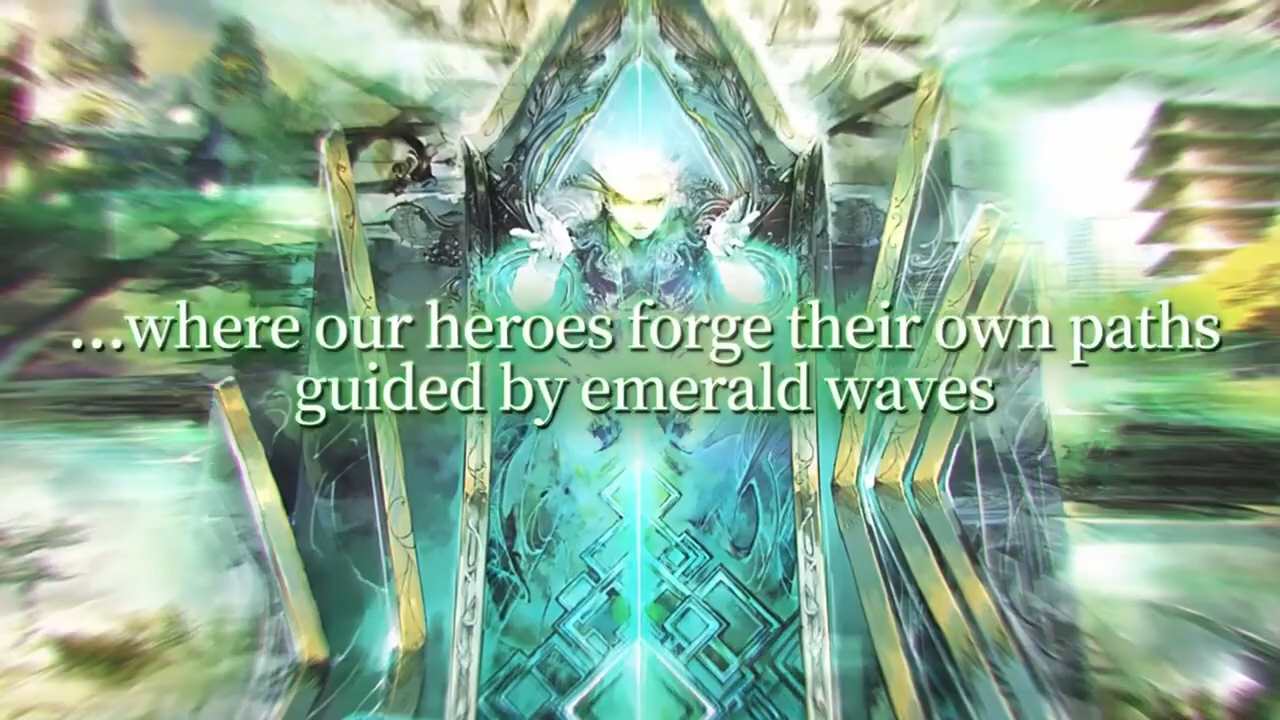 ...where our heroes forge their own paths
guided by emerald waves